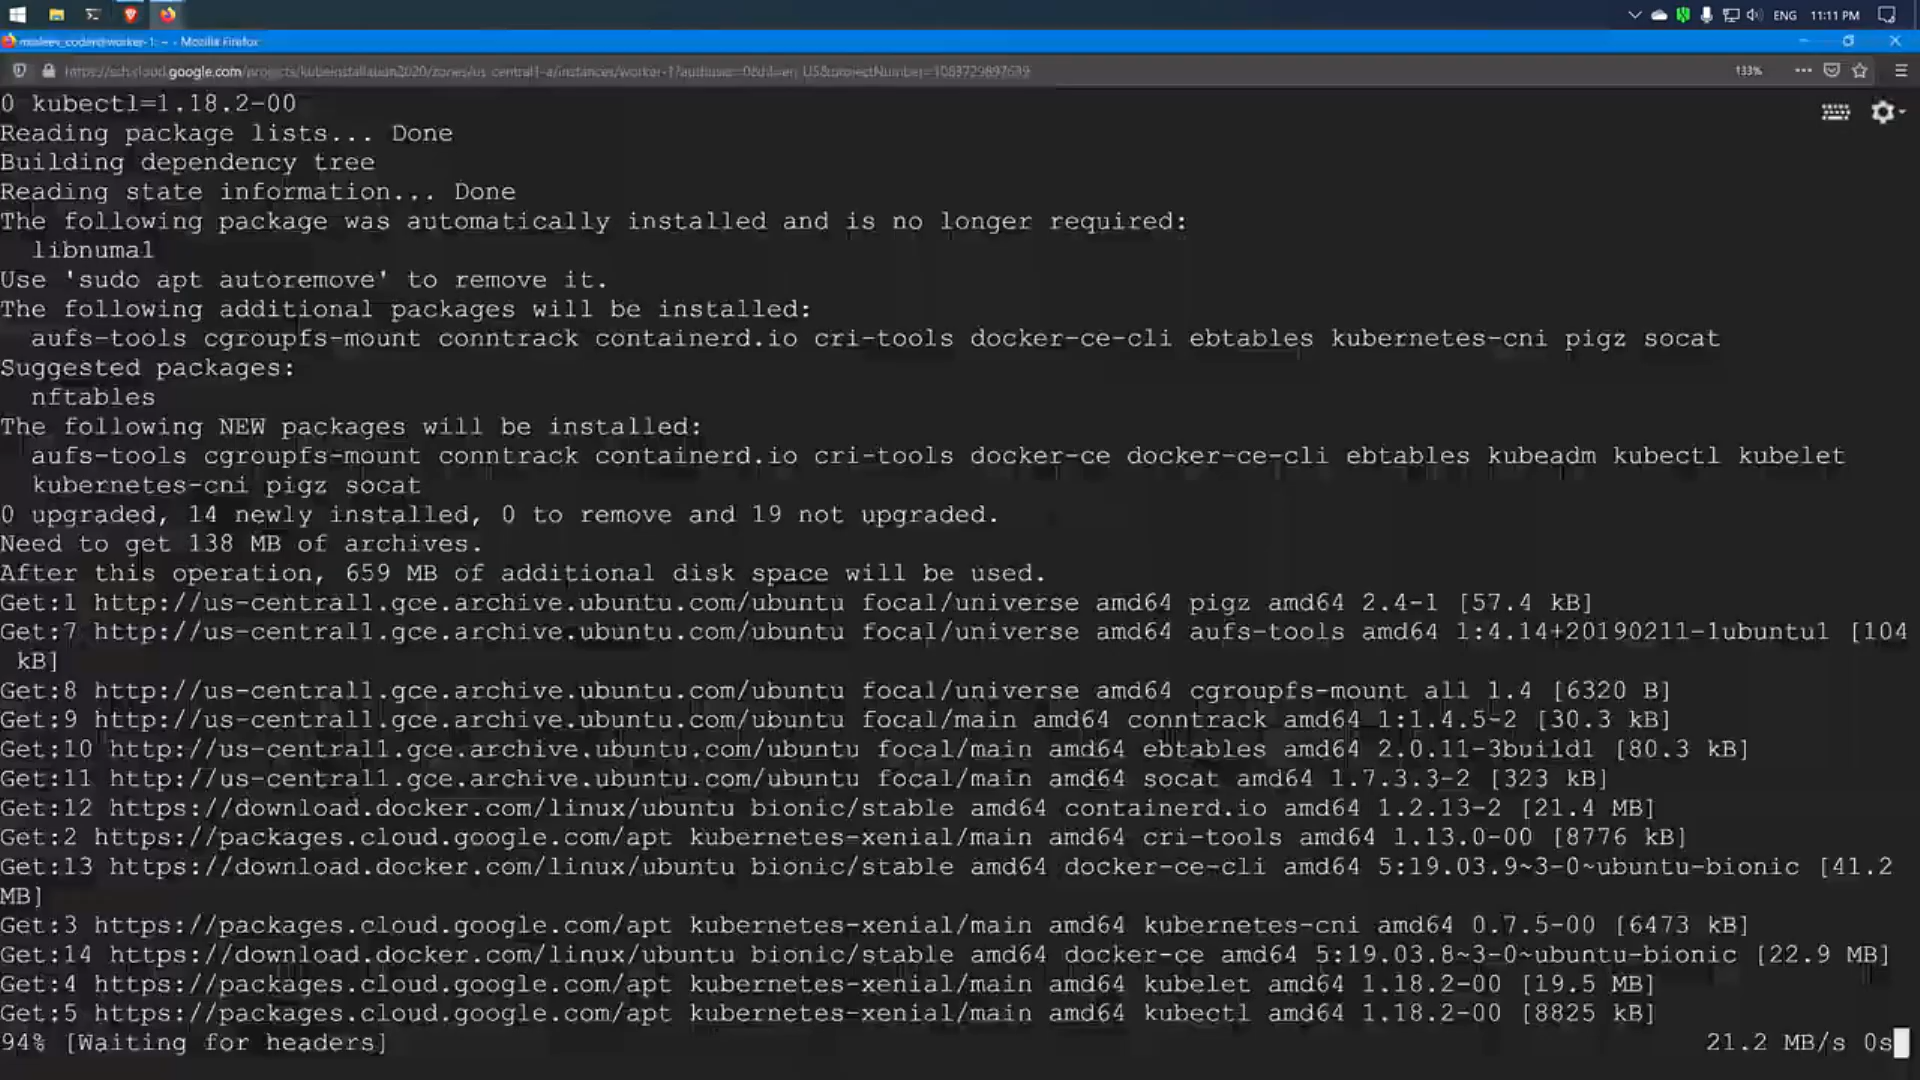 ENG 11:11 PM
worker-1: ~ - Mozilla Firefox
133%
0 kubectl=1.18.2-00
Reading package lists... Done
Building dependency tree
Reading state information... Done
The following package was automatically installed and is no longer required:
libnuma1
Use 'sudo apt autoremove' to remove it.
The following additional packages will be installed:
aufs-tools cgroupfs-mount conntrack containerd.io cri-tools docker-ce-cli ebtables kubernetes-cni pigz socat
Suggested packages:
nftables
The following NEW packages will be installed:
aufs-tools cgroupfs-mount conntrack containerd.io cri-tools docker-ce docker-ce-cli ebtables kubeadm kubectl kubelet
kubernetes-cni pigz socat
0 upgraded, 14 newly installed, 0 to remove and 19 not upgraded.
Need to get 138 MB of archives.
After this operation, 659 MB of additional disk space will be used.
Get:1 http://us-central1.gce.archive.ubuntu.com/ubuntu focal/universe amd64 pigz amd64 2.4-1 [57.4 kB]
Get:7 http://us-central1.gce.archive.ubuntu.com/ubuntu focal/universe amd64 aufs-tools amd64 1:4.14+20190211-1ubuntu1 [104
kB]
Get:8 http://us-central1.gce.archive.ubuntu.com/ubuntu focal/universe amd64 cgroupfs-mount all 1.4 [6320 B]
Get:9 http://us-central1.gce.archive.ubuntu.com/ubuntu focal/main amd64 conntrack amd64 1:1.4.5-2 [30.3 kB]
Get:10 http://us-central1.gce.archive.ubuntu.com/ubuntu focal/main amd64 ebtables amd64 2.0.11-3build1 [80.3 kB]
Get:11 http://us-central1.gce.archive.ubuntu.com/ubuntu focal/main amd64 socat amd64 1.7.3.3-2 [323 kB]
Get:12 https://download.docker.com/linux/ubuntu bionic/stable amd64 containerd.io amd64 1.2.13-2 [21.4 MB]
Get:2 https://packages.cloud.google.com/apt kubernetes-xenial/main amd64 cri-tools amd64 1.13.0-00 [8776 kB]
Get:13 https://download.docker.com/linux/ubuntu bionic/stable amd64 docker-ce-cli amd64 5:19.03.9~3-0~ubuntu-bionic [41.2
MB]
Get:3 https://packages.cloud.google.com/apt kubernetes-xenial/main amd64 kubernetes-cni amd64 0.7.5-00 [6473 kB]
Get:14 https://download.docker.com/linux/ubuntu bionic/stable amd64 docker-ce amd64 5:19.03.8~3-0~ubuntu-bionic [22.9 MB]
Get:4 https://packages.cloud.google.com/apt kubernetes-xenial/main amd64 kubelet amd64 1.18.2-00 [19.5 MB]
Get:5 https://packages.cloud.google.com/apt kubernetes-xenial/main amd64 kubectl amd64 1.18.2-00 [8825 kB]
94% [Waiting for headers] 21.2 MB/s 0s